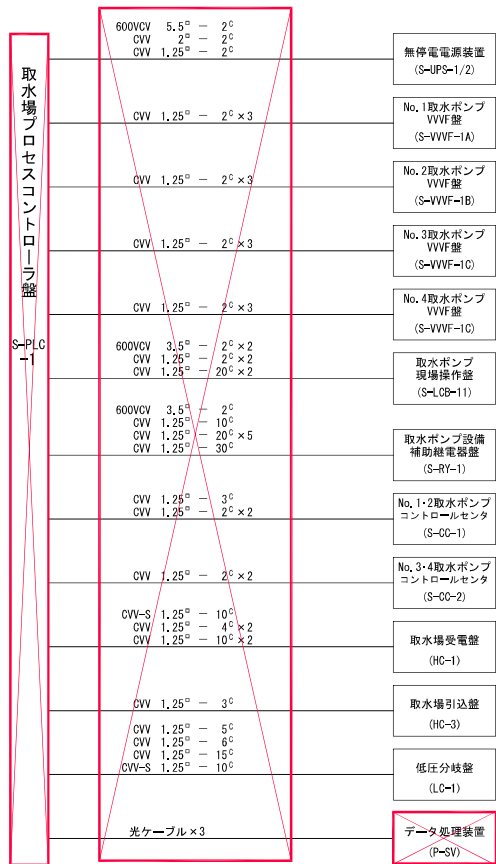 取水場プロセスコントローラ盤
S-PLC
-1
600VCV 5.5□ - 2C
CVV 2□ - 2C
CVV 1.25□ - 2C
無停電電源装置
(S-UPS-1/2)
CVV 1.25□ - 2C×3
No.1取水ポンプ
VVVF盤
(S-VVVF-1A)
CVV 1.25□ - 2C×3
No.2取水ポンプ
VVVF盤
(S-VVVF-1B)
CVV 1.25□ - 2C×3
No.3取水ポンプ
VVVF盤
(S-VVVF-1C)
CVV 1.25□ - 2C×3
No.4取水ポンプ
VVVF盤
(S-VVVF-1C)
600VCV 3.5□ - 2C×2
CVV 1.25□ - 2C×2
CVV 1.25□ - 20C×2
取水ポンプ
現場操作盤
(S-LCB-11)
600VCV 3.5□ - 2C
CVV 1.25□ - 10C
CVV 1.25□ - 20C×5
CVV 1.25□ - 30C
取水ポンプ設備
補助継電器盤
(S-RY-1)
CVV 1.25□ - 3C
CVV 1.25□ - 2C×2
No.1・2取水ポンプ
コントロールセンタ
(S-CC-1)
CVV 1.25□ - 2C×2
No.3・4取水ポンプ
コントロールセンタ
(S-CC-2)
CVV-S 1.25□ - 10C
CVV 1.25□ - 4C×2
CVV 1.25□ - 10C×2
取水場受電盤
(HC-1)
CVV 1.25□ - 3C
取水場引込盤
(HC-3)
CVV 1.25□ - 5C
CVV 1.25□ - 6C
CVV 1.25□ - 15C
CVV-S 1.25□ - 10C
低圧分岐盤
(LC-1)
光ケーブル×3
データ処理装置
(P-SV)